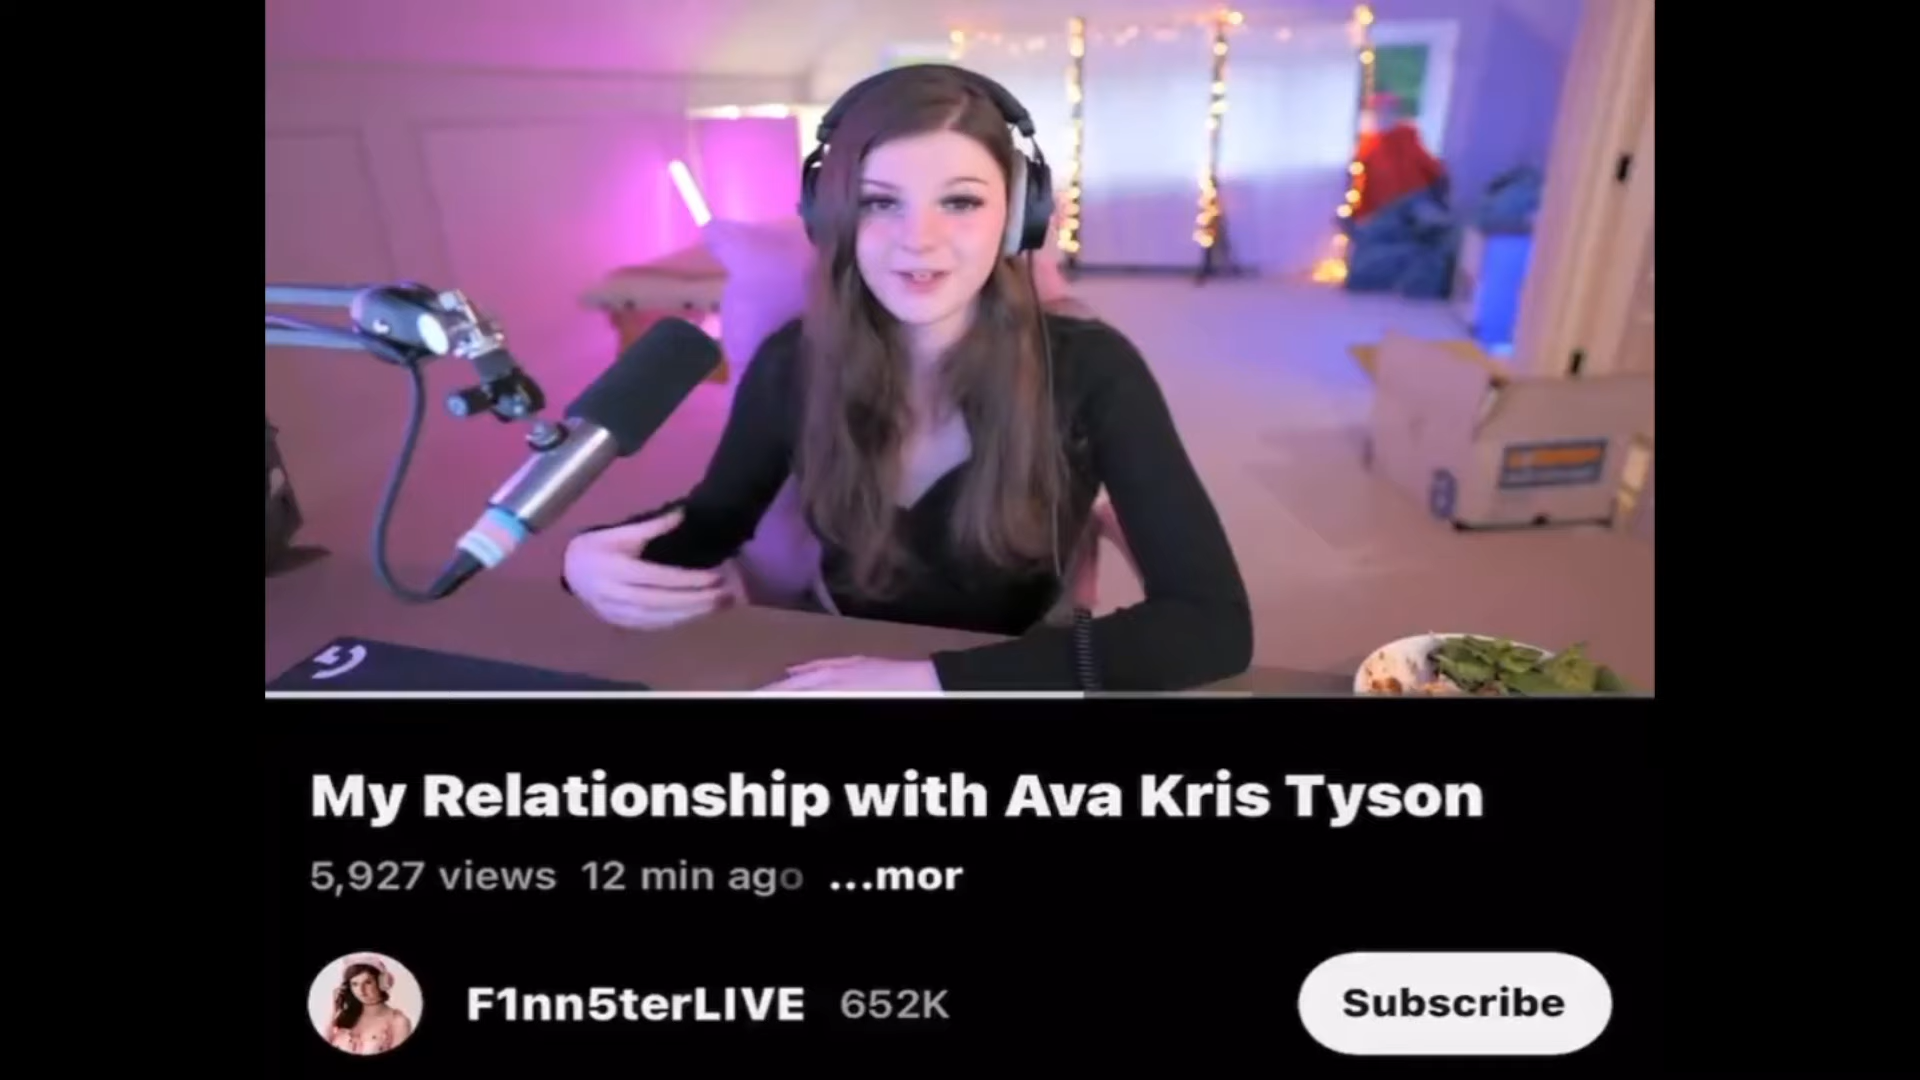 My Relationship with Ava Kris Tyson
5,927 views 12 min ago ...mor
F1nn5terLIVE 652K
Subscribe